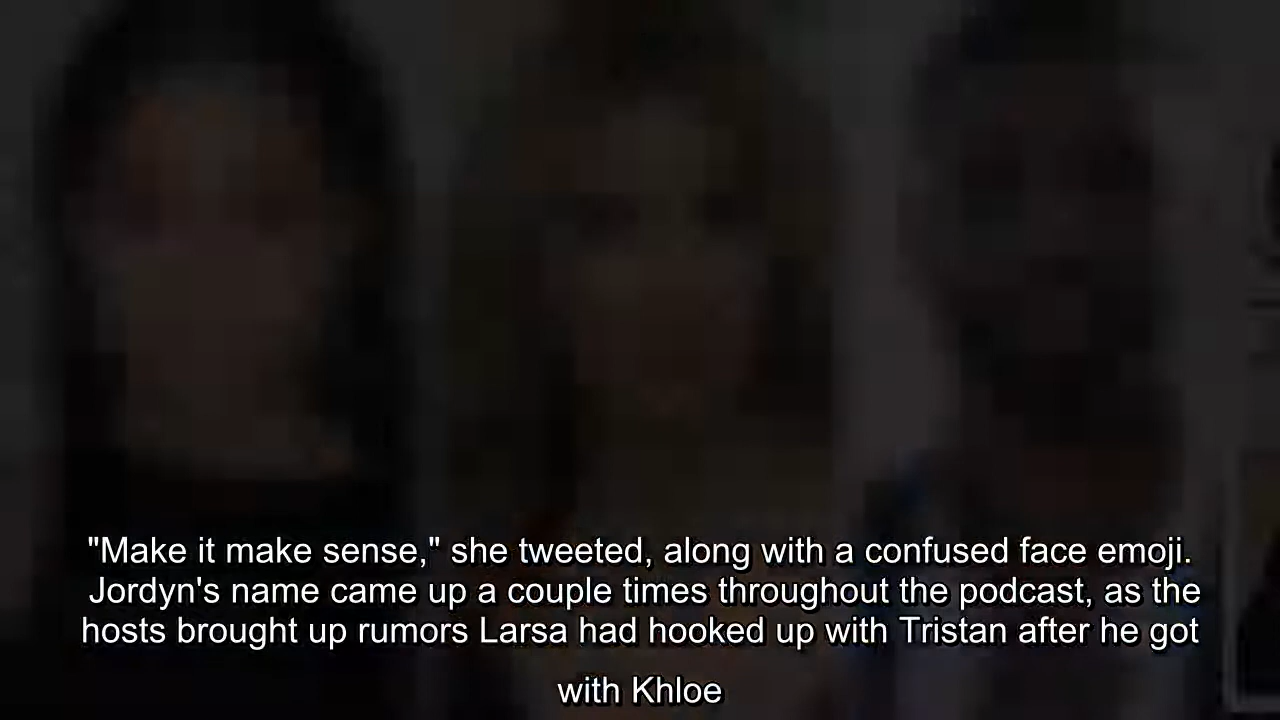 "Make it make sense," she tweeted, along with a confused face emoji.
Jordyn's name came up a couple times throughout the podcast, as the
hosts brought up rumors Larsa had hooked up with Tristan after he got
with Khloe